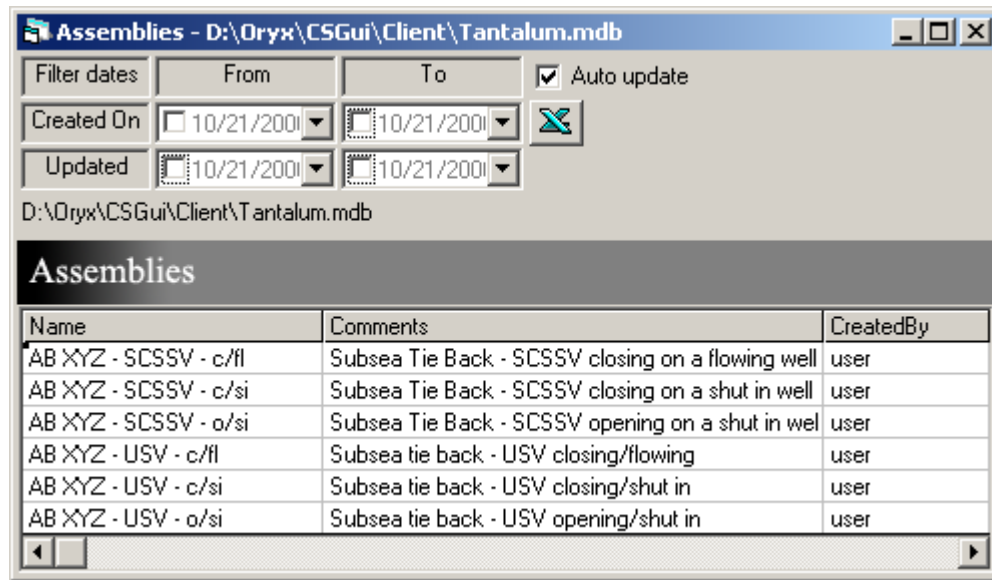 Assemblies - D:\Oryx\CSGui\Client\Tantalum.mdb
Filter dates From To Auto update
Created On 10/21/200 10/21/200
Updated 10/21/200 10/21/200
D:\Oryx\CSGui\Client\Tantalum.mdb
Assemblies
Name Comments CreatedBy
AB XYZ - SCSSV - c/fl Subsea Tie Back - SCSSV closing on a flowing well user
AB XYZ - SCSSV - c/si Subsea Tie Back - SCSSV closing on a shut in well user
AB XYZ - SCSSV - o/si Subsea Tie Back - SCSSV opening on a shut in wel user
AB XYZ - USV - c/fl Subsea tie back - USV closing/flowing user
AB XYZ - USV - c/si Subsea tie back - USV closing/shut in user
AB XYZ - USV - o/si Subsea tie back - USV opening/shut in user